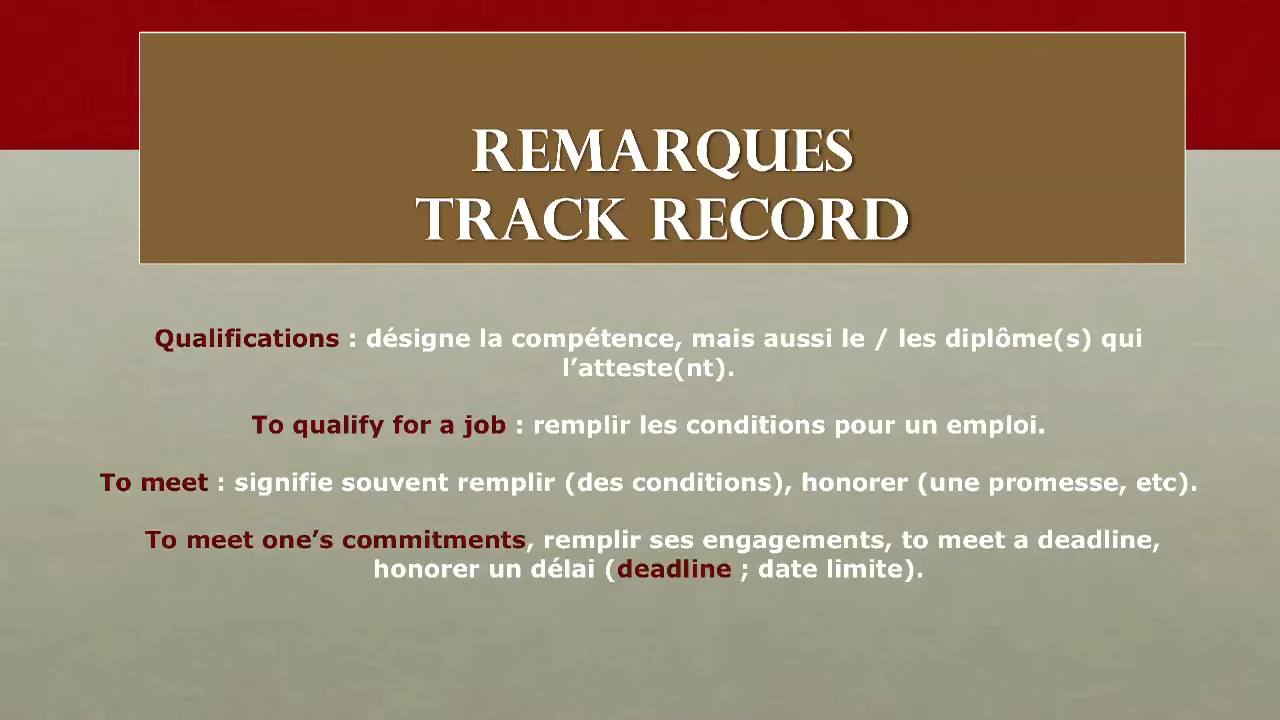 REMARQUES
TRACK RECORD
Qualifications : désigne la compétence, mais aussi le / les diplôme(s) qui
l’atteste(nt).
To qualify for a job : remplir les conditions pour un emploi.
To meet : signifie souvent remplir (des conditions), honorer (une promesse, etc).
To meet one’s commitments, remplir ses engagements, to meet a deadline,
honorer un délai (deadline ; date limite).